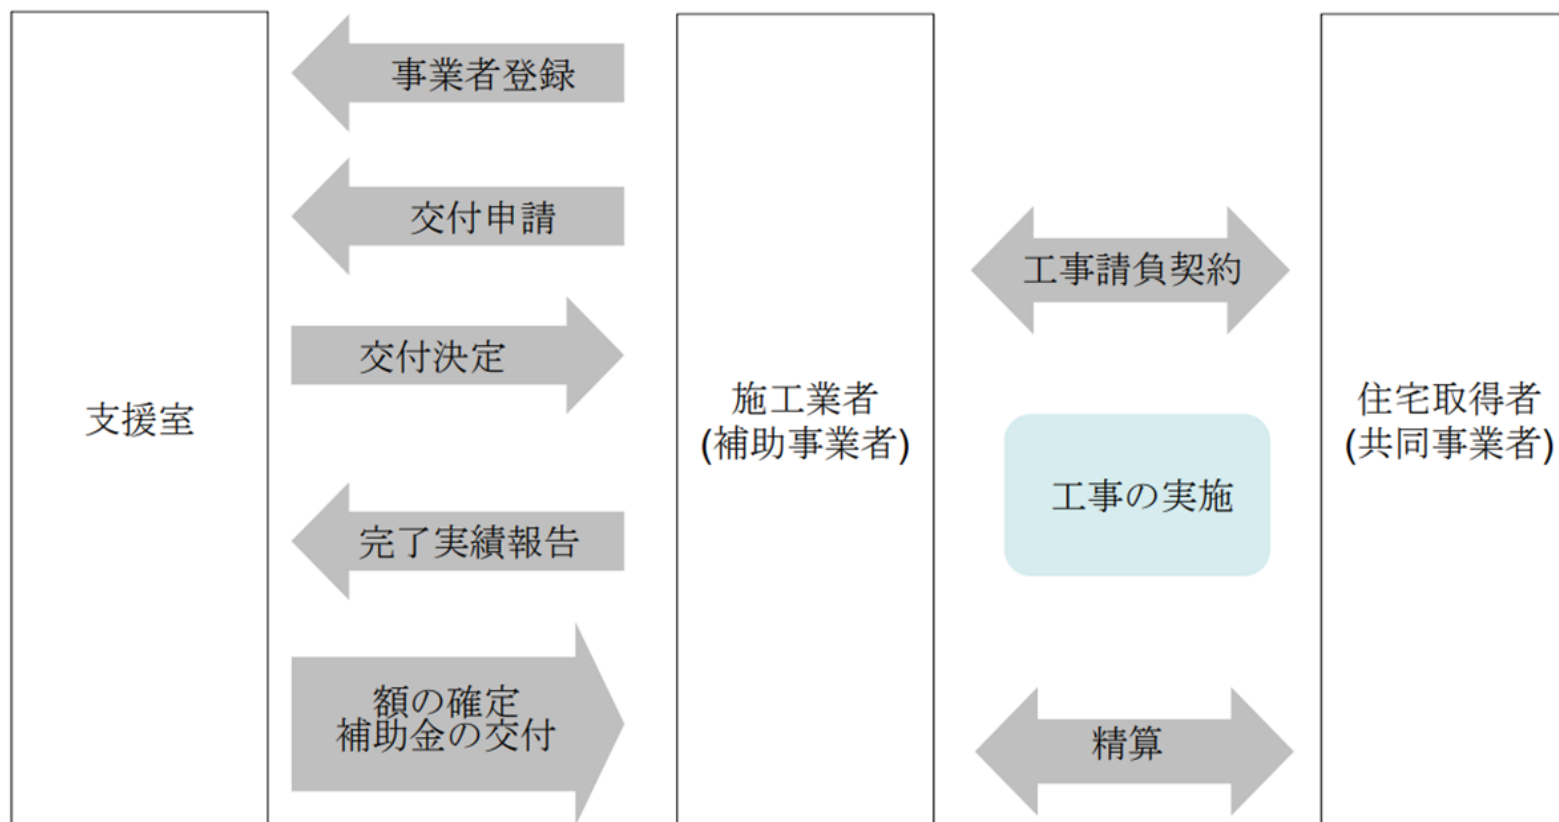 支援室
事業者登録
交付申請
交付決定
完了実績報告
額の確定
補助金の交付
施工業者
(補助事業者)
工事請負契約
工事の実施
精算
住宅取得者
(共同事業者)